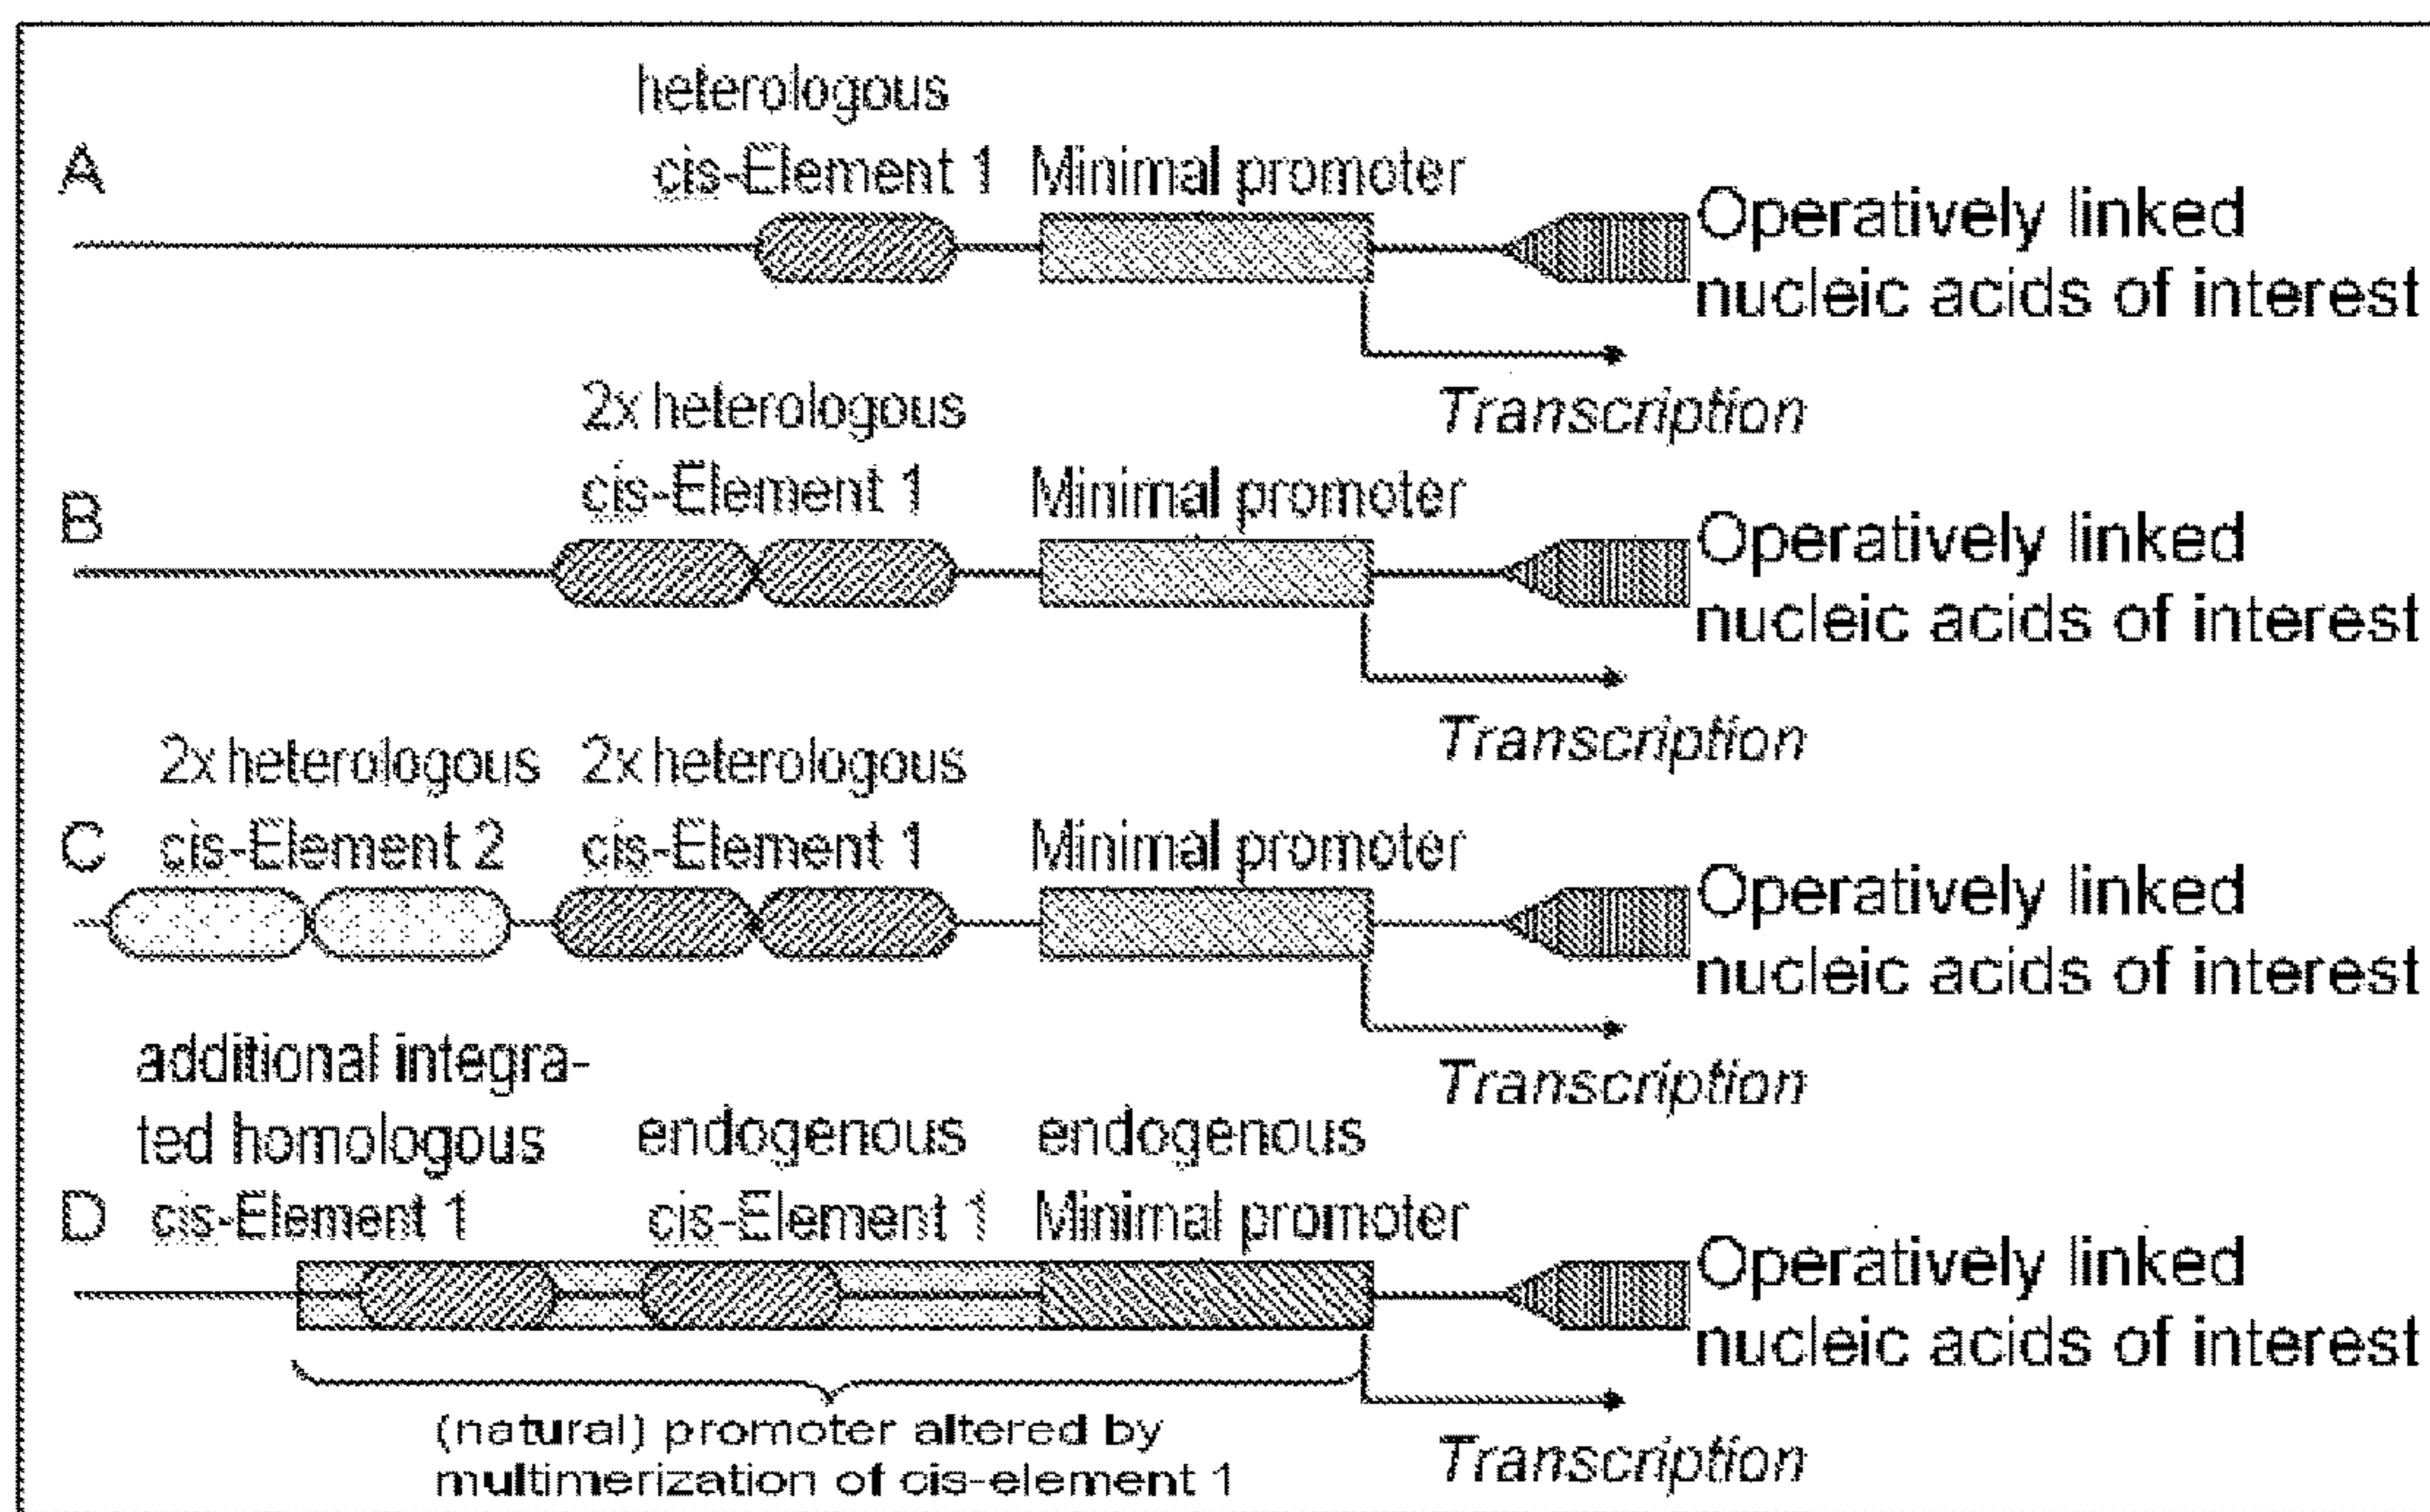 heterologous
A cis-Element 1 Minimal promoter
Operatively linked
nucleic acids of interest
Transcription
2x heterologous
B cis-Element 1 Minimal promoter
Operatively linked
nucleic acids of interest
Transcription
2x heterologous 2x heterologous
C cis-Element 2 cis-Element 1 Minimal promoter
Operatively linked
nucleic acids of interest
Transcription
additional integra-
ted homologous endogenous endogenous
D cis-Element 1 cis-Element 1 Minimal promoter
Operatively linked
nucleic acids of interest
(natural) promoter altered by
multimerization of cis-element 1
Transcription